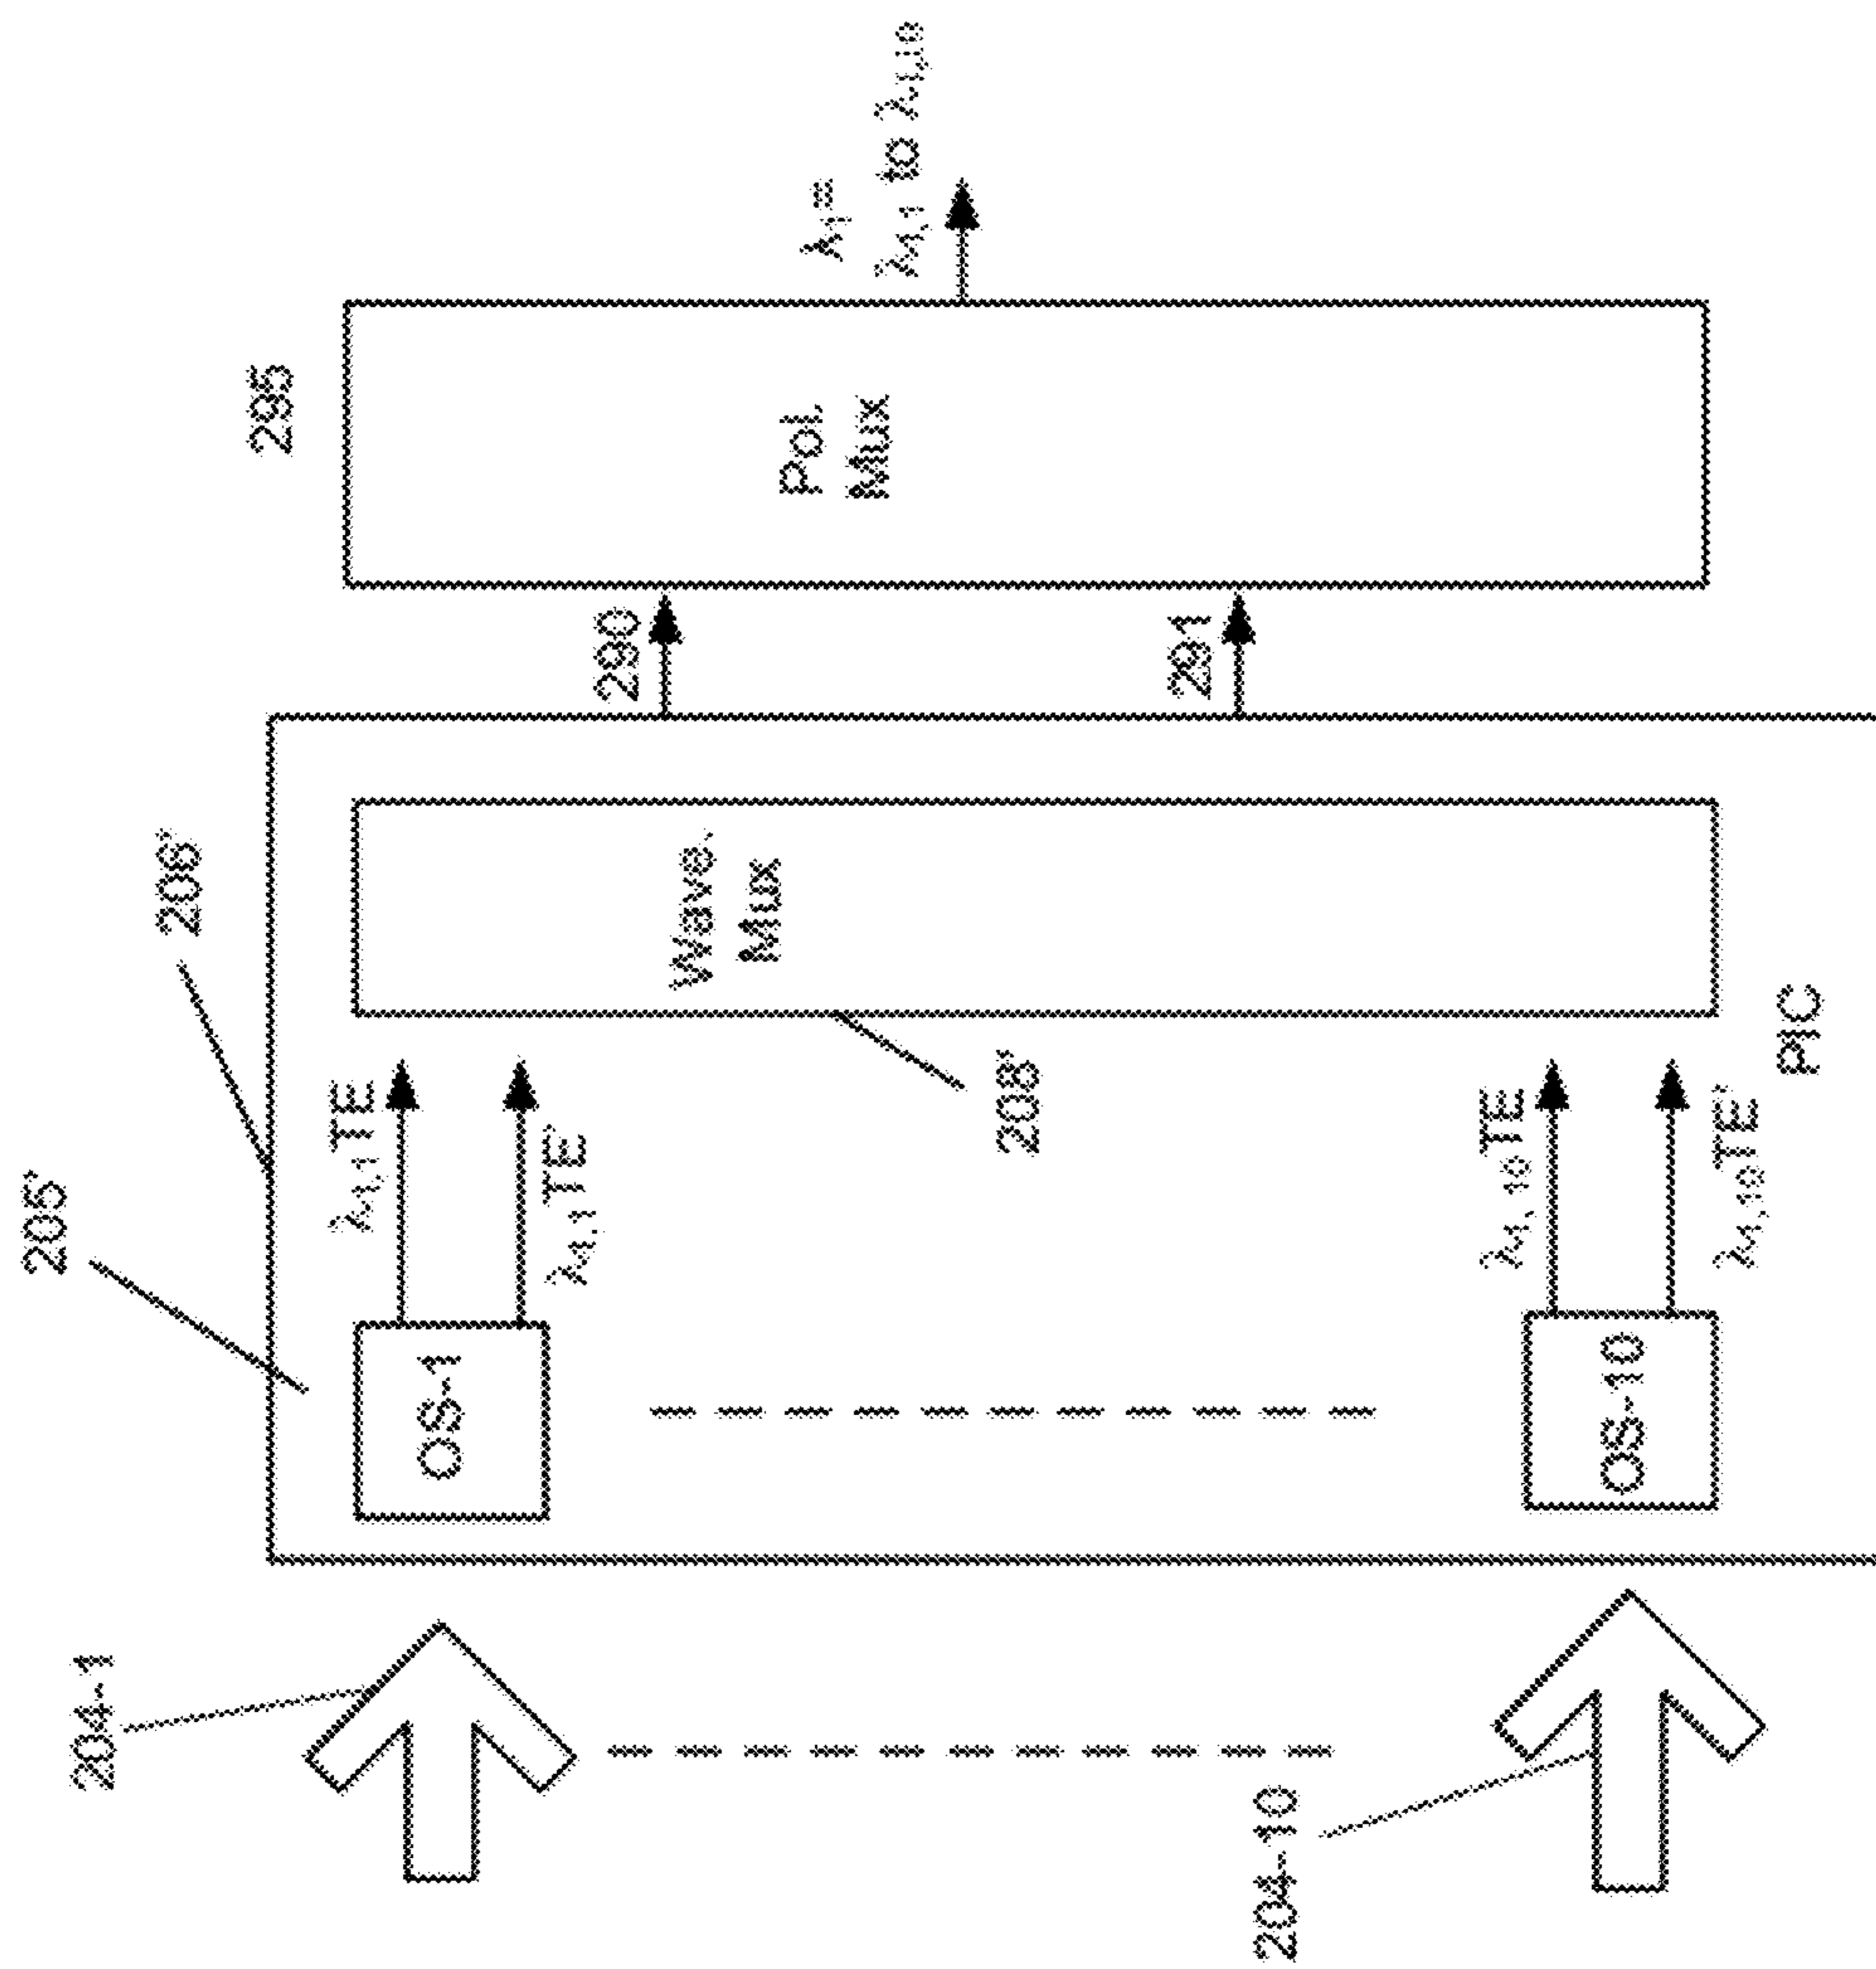 205'
204-1
206'
295
λ1,1TE
OS-1
λ1,1TE'
290
Wave.
Mux
Pol.
Mux
λ1=
λ1,1 to λ1,10
208'
291
204-10
λ1,10TE
OS-10
λ1,10TE'
PIC